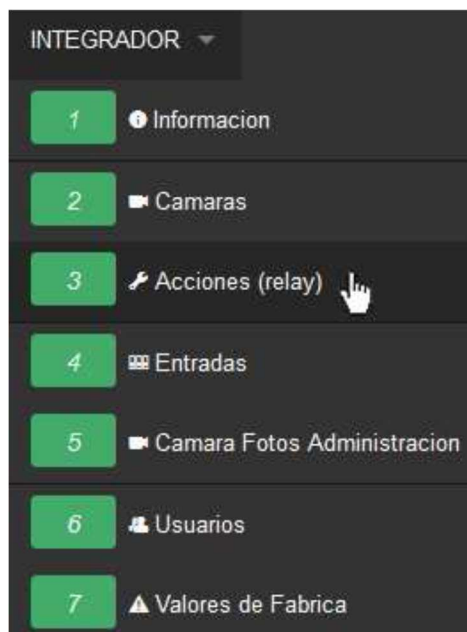 INTEGRADOR
1 Informacion
2 Camaras
3 Acciones (relay)
4 Entradas
5 Camara Fotos Administracion
6 Usuarios
7 Valores de Fabrica